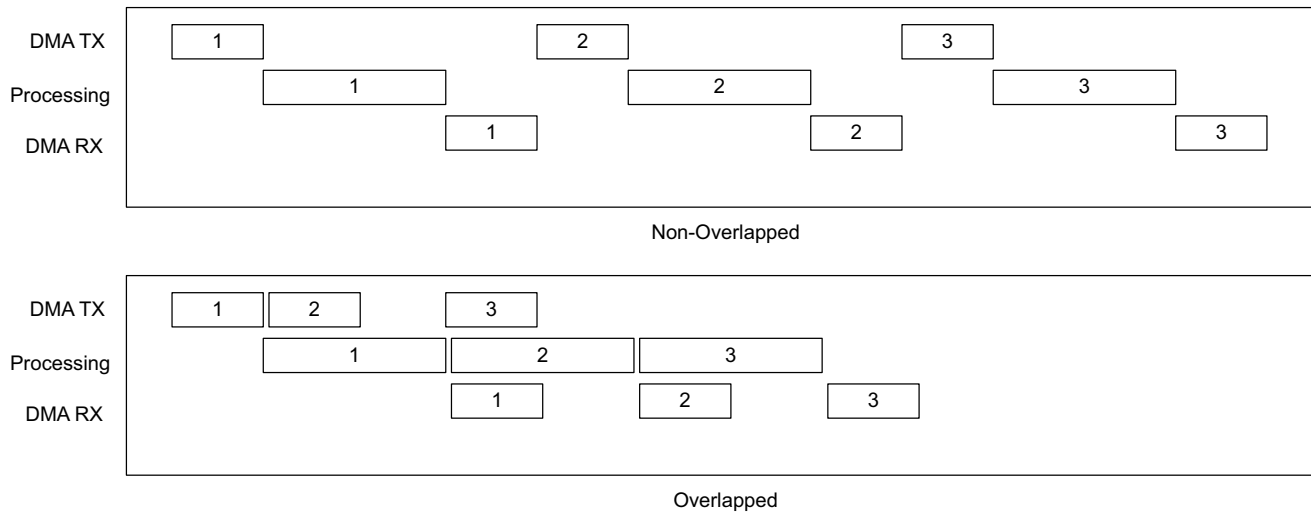 DMA TX 1 2 3
Processing 1 2 3
DMA RX 1 2 3
Non-Overlapped
DMA TX 1 2 3
Processing 1 2 3
DMA RX 1 2 3
Overlapped